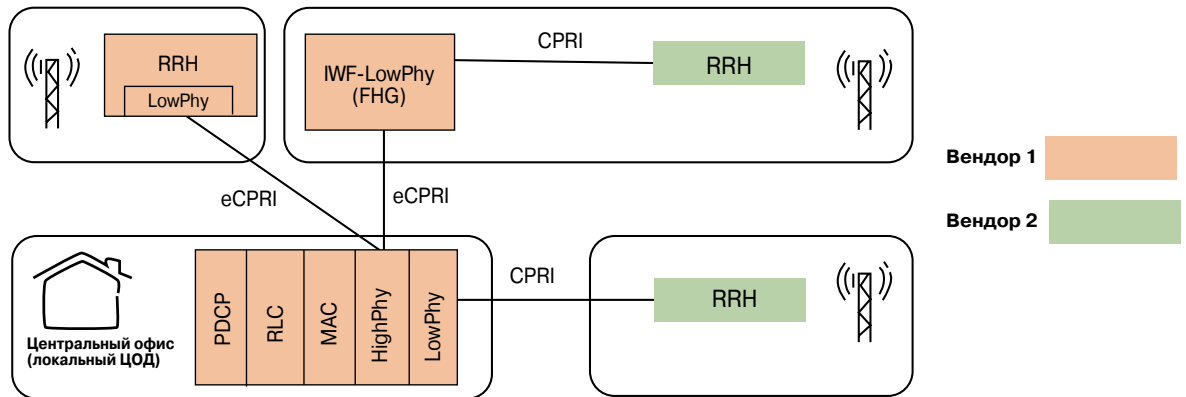 RRH
LowPhy
IWF-LowPhy
(FHG)
CPRI
RRH
Вендор 1
Вендор 2
eCPRI
eCPRI
Центральный офис
(локальный ЦОД)
PDCP
RLC
MAC
HighPhy
LowPhy
CPRI
RRH